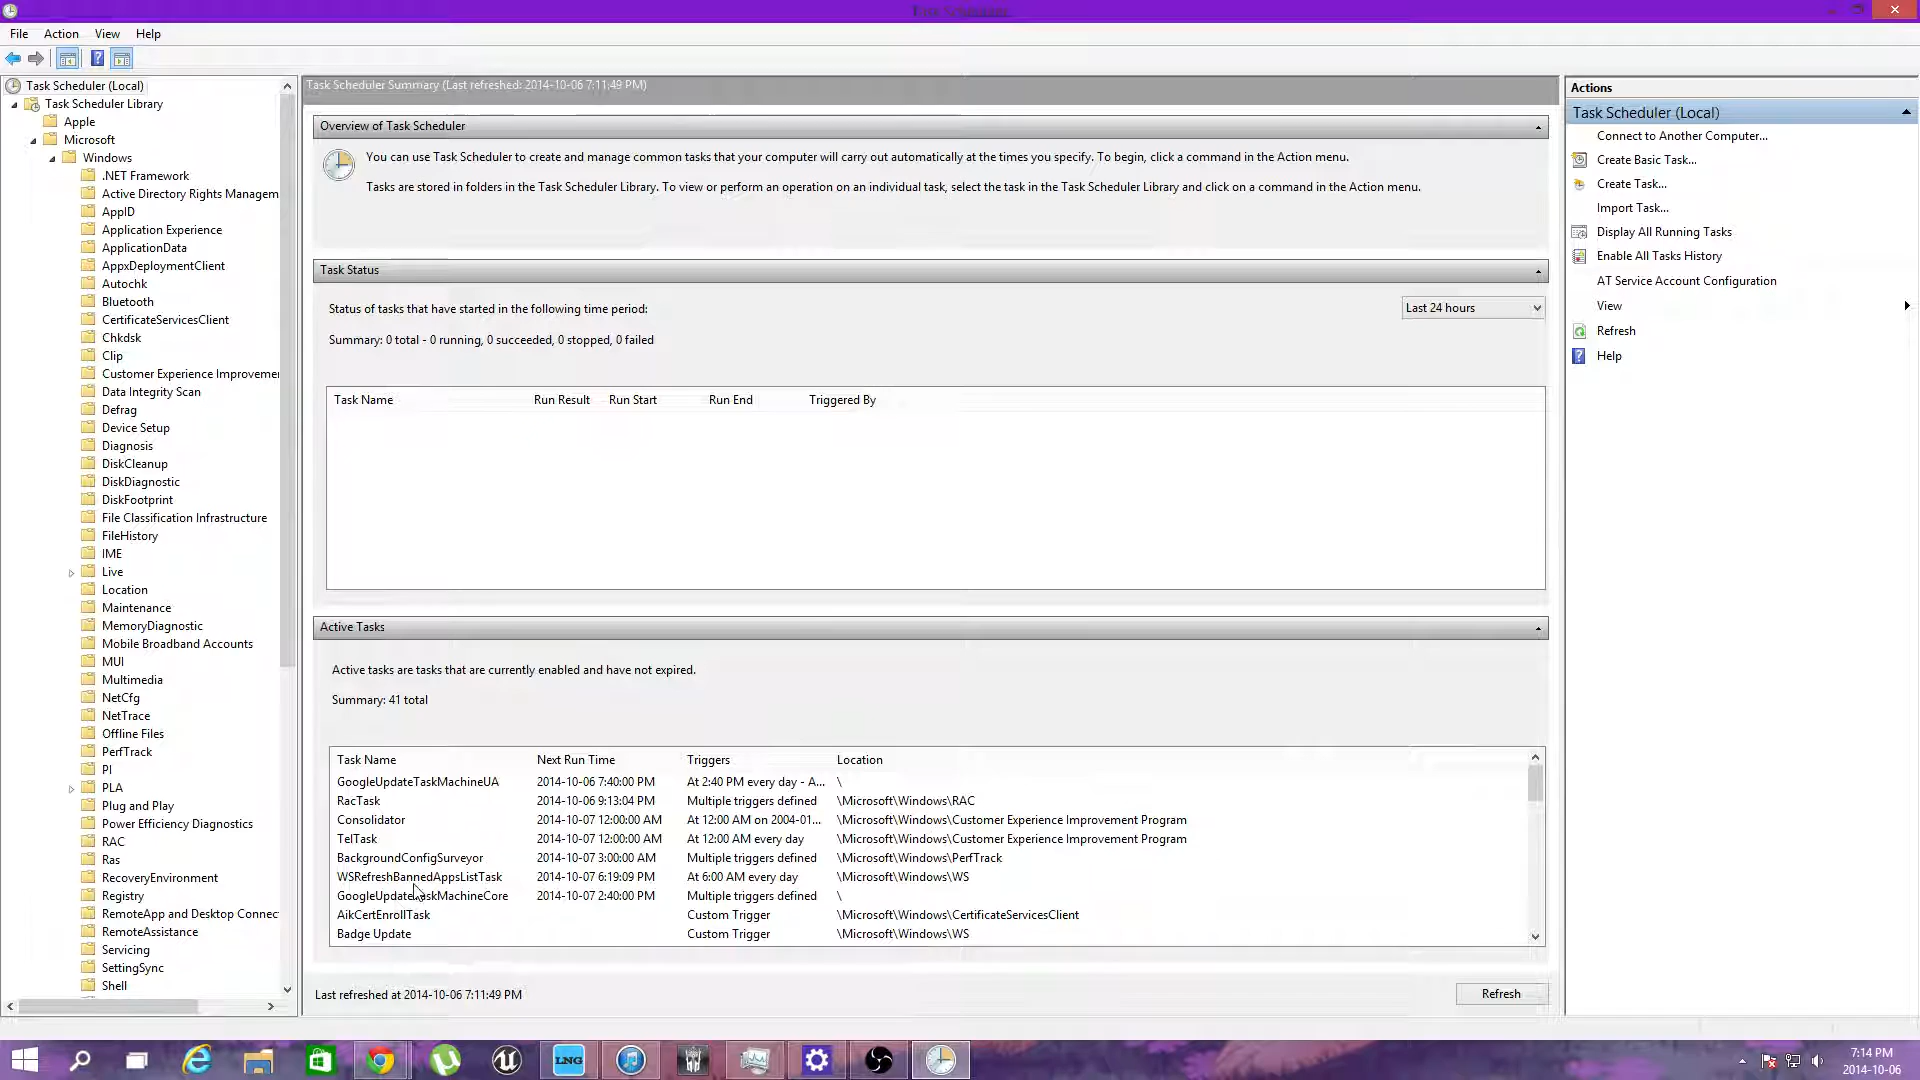 Task Scheduler
File Action View Help
Task Scheduler (Local)
Task Scheduler Library
Apple
Microsoft
Windows
.NET Framework
Active Directory Rights Managem
AppID
Application Experience
ApplicationData
AppxDeploymentClient
Autochk
Bluetooth
CertificateServicesClient
Chkdsk
Clip
Customer Experience Improvemen
Data Integrity Scan
Defrag
Device Setup
Diagnosis
DiskCleanup
DiskDiagnostic
DiskFootprint
File Classification Infrastructure
FileHistory
IME
Live
Location
Maintenance
MemoryDiagnostic
Mobile Broadband Accounts
MUI
Multimedia
NetCfg
NetTrace
Offline Files
PerfTrack
PI
PLA
Plug and Play
Power Efficiency Diagnostics
RAC
Ras
RecoveryEnvironment
Registry
RemoteApp and Desktop Connec
RemoteAssistance
Servicing
SettingSync
Shell
Task Scheduler Summary (Last refreshed: 2014-10-06 7:11:49 PM)
Overview of Task Scheduler
You can use Task Scheduler to create and manage common tasks that your computer will carry out automatically at the times you specify. To begin, click a command in the Action menu.
Tasks are stored in folders in the Task Scheduler Library. To view or perform an operation on an individual task, select the task in the Task Scheduler Library and click on a command in the Action menu.
Task Status
Status of tasks that have started in the following time period:
Last 24 hours
Summary: 0 total - 0 running, 0 succeeded, 0 stopped, 0 failed
Task Name Run Result Run Start Run End Triggered By
Active Tasks
Active tasks are tasks that are currently enabled and have not expired.
Summary: 41 total
Task Name Next Run Time Triggers Location
GoogleUpdateTaskMachineUA 2014-10-06 7:40:00 PM At 2:40 PM every day - A... \
RacTask 2014-10-06 9:13:04 PM Multiple triggers defined \Microsoft\Windows\RAC
Consolidator 2014-10-07 12:00:00 AM At 12:00 AM on 2004-01... \Microsoft\Windows\Customer Experience Improvement Program
TelTask 2014-10-07 12:00:00 AM At 12:00 AM every day \Microsoft\Windows\Customer Experience Improvement Program
BackgroundConfigSurveyor 2014-10-07 3:00:00 AM Multiple triggers defined \Microsoft\Windows\PerfTrack
WSRefreshBannedAppsListTask 2014-10-07 6:19:09 PM At 6:00 AM every day \Microsoft\Windows\WS
GoogleUpdateTaskMachineCore 2014-10-07 2:40:00 PM Multiple triggers defined \
AikCertEnrollTask Custom Trigger \Microsoft\Windows\CertificateServicesClient
Badge Update Custom Trigger \Microsoft\Windows\WS
Last refreshed at 2014-10-06 7:11:49 PM
Refresh
Actions
Task Scheduler (Local)
Connect to Another Computer...
Create Basic Task...
Create Task...
Import Task...
Display All Running Tasks
Enable All Tasks History
AT Service Account Configuration
View
Refresh
Help
LNG
7:14 PM
2014-10-06